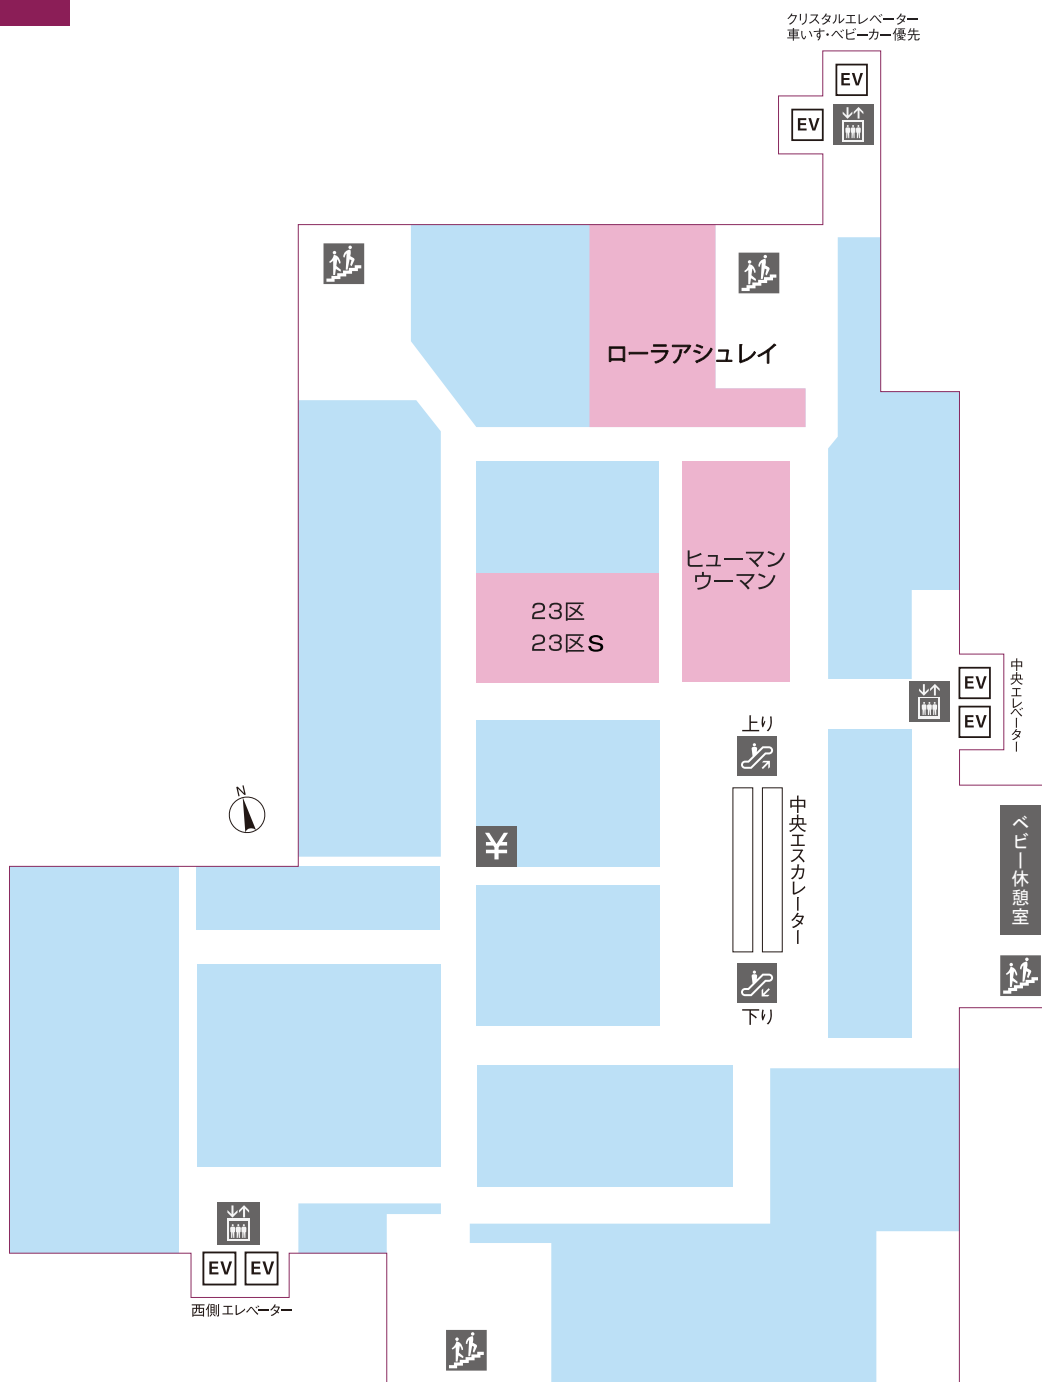 クリスタルエレベーター
車いす・ベビーカー優先
EV
EV
ローラアシュレイ
ヒューマン
ウーマン
23区
23区S
EV
EV
中央エレベーター
上り
N
¥
中央エスカレーター
ベビー休憩室
下り
EV
EV
西側エレベーター